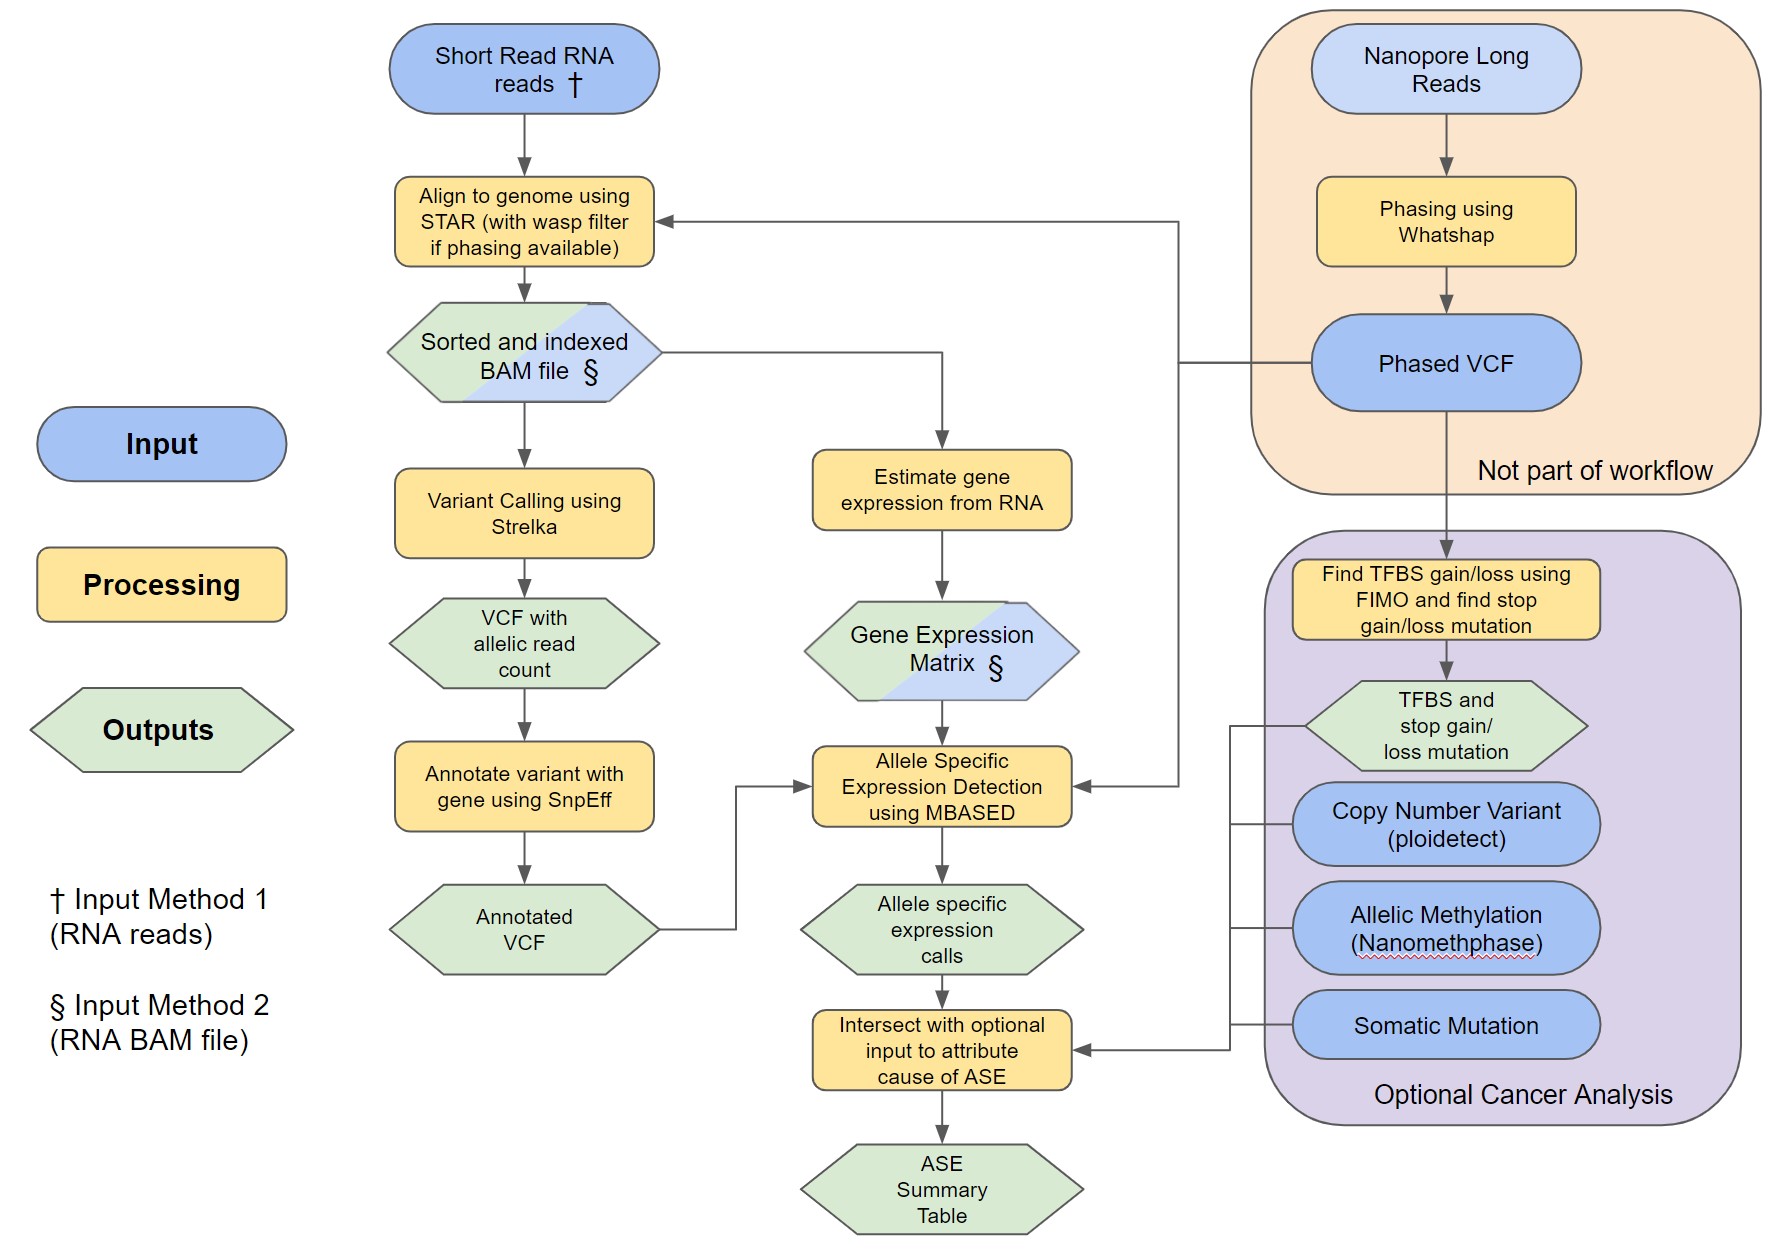 Short Read RNA
reads †
Align to genome using
STAR (with wasp filter
if phasing available)
Sorted and indexed
BAM file §
Variant Calling using
Strelka
VCF with
allelic read
count
Annotate variant with
gene using SnpEff
Annotated
VCF
Estimate gene
expression from RNA
Gene Expression
Matrix §
Allele Specific
Expression Detection
using MBASED
Allele specific
expression
calls
Intersect with optional
input to attribute
cause of ASE
ASE
Summary
Table
Nanopore Long
Reads
Phasing using
Whatshap
Phased VCF
Not part of workflow
Find TFBS gain/loss using
FIMO and find stop
gain/loss mutation
TFBS and
stop gain/
loss mutation
Copy Number Variant
(ploidetect)
Allelic Methylation
(Nanomethphase)
Somatic Mutation
Optional Cancer Analysis
Input
Processing
Outputs
† Input Method 1
(RNA reads)
§ Input Method 2
(RNA BAM file)